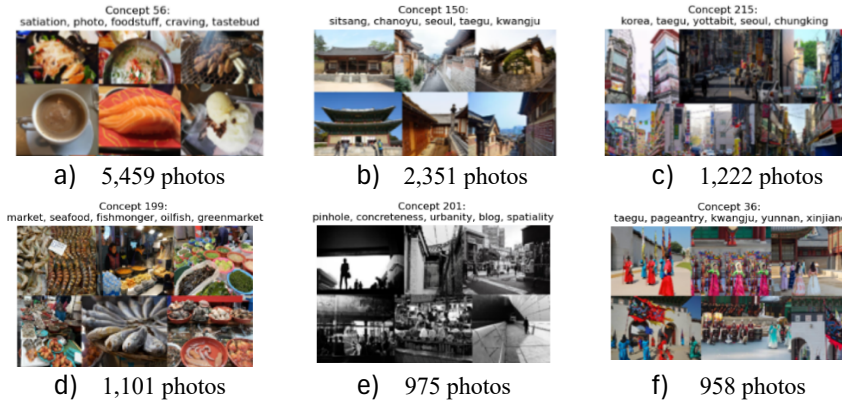 Concept 56:
satiation, photo, foodstuff, craving, tastebud
a) 5,459 photos
Concept 150:
sitsang, chanoyu, seoul, taegu, kwangju
b) 2,351 photos
Concept 215:
korea, taegu, yottabit, seoul, chungking
c) 1,222 photos
Concept 199:
market, seafood, fishmonger, oilfish, greenmarket
d) 1,101 photos
Concept 201:
pinhole, concreteness, urbanity, blog, spatiality
e) 975 photos
Concept 36:
taegu, pageantry, kwangju, yunnan, xinjiang
f) 958 photos